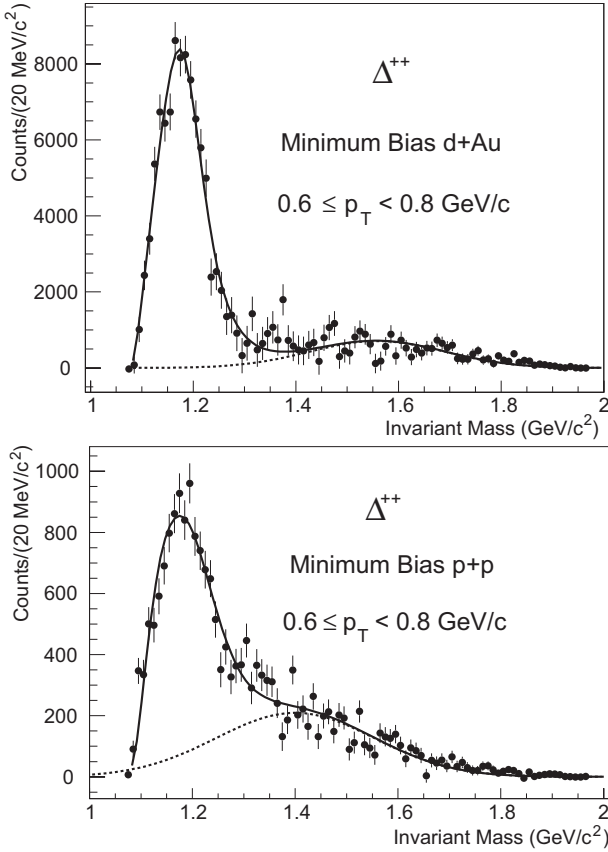 Counts/(20 MeV/c²)
8000
6000
4000
2000
0
Δ⁺⁺
Minimum Bias d+Au
0.6 ≤ p_T < 0.8 GeV/c
1 1.2 1.4 1.6 1.8 2
Invariant Mass (GeV/c²)
Counts/(20 MeV/c²)
1000
800
600
400
200
0
Δ⁺⁺
Minimum Bias p+p
0.6 ≤ p_T < 0.8 GeV/c
1 1.2 1.4 1.6 1.8 2
Invariant Mass (GeV/c²)